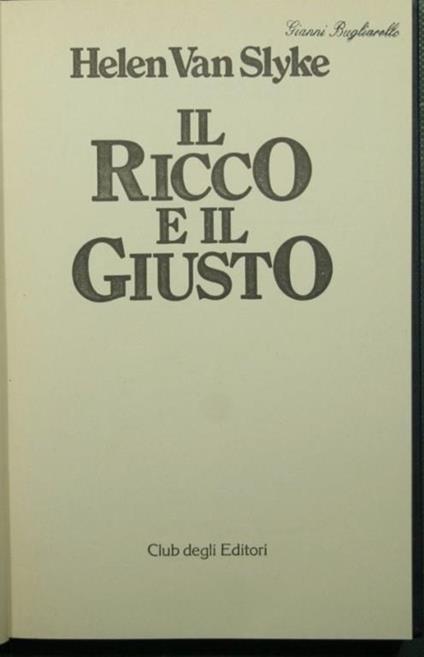 Gianni Bugliarello
Helen Van Slyke
IL
RICCO
E IL
GIUSTO
Club degli Editori